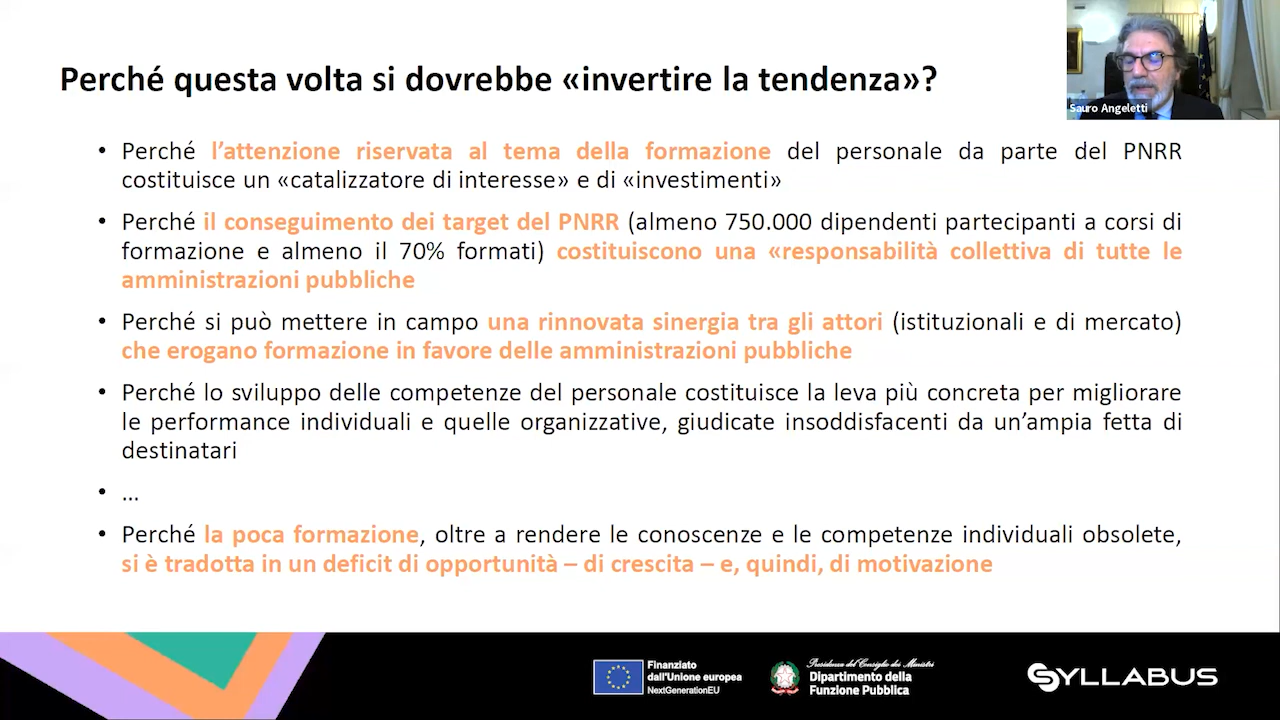 Perché questa volta si dovrebbe «invertire la tendenza»?
Sauro Angeletti
• Perché l'attenzione riservata al tema della formazione del personale da parte del PNRR
costituisce un «catalizzatore di interesse» e di «investimenti»
• Perché il conseguimento dei target del PNRR (almeno 750.000 dipendenti partecipanti a corsi di
formazione e almeno il 70% formati) costituiscono una «responsabilità collettiva di tutte le
amministrazioni pubbliche
• Perché si può mettere in campo una rinnovata sinergia tra gli attori (istituzionali e di mercato)
che erogano formazione in favore delle amministrazioni pubbliche
• Perché lo sviluppo delle competenze del personale costituisce la leva più concreta per migliorare
le performance individuali e quelle organizzative, giudicate insoddisfacenti da un'ampia fetta di
destinatari
• …
• Perché la poca formazione, oltre a rendere le conoscenze e le competenze individuali obsolete,
si è tradotta in un deficit di opportunità – di crescita – e, quindi, di motivazione
Finanziato
dall'Unione europea
NextGenerationEU
Presidenza del Consiglio dei Ministri
Dipartimento della
Funzione Pubblica
SYLLABUS